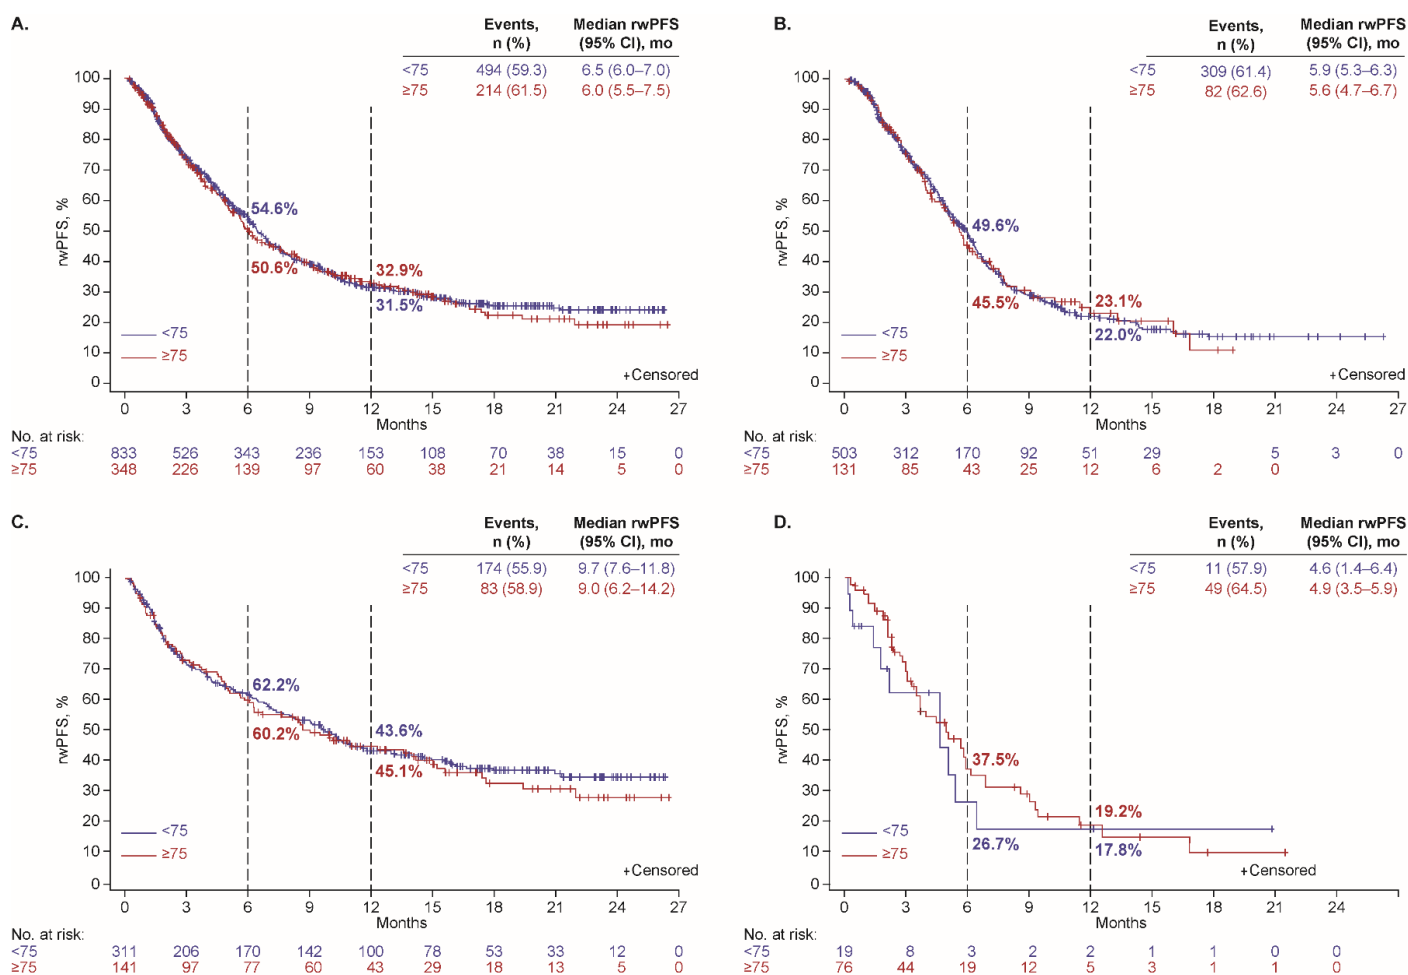 A.
Events, Median rwPFS
n (%) (95% CI), mo
<75 494 (59.3) 6.5 (6.0–7.0)
≥75 214 (61.5) 6.0 (5.5–7.5)
100
90
80
70
60
50
40
30
20
10
0
rwPFS, %
54.6%
50.6%
32.9%
31.5%
<75
≥75
+Censored
0 3 6 9 12 15 18 21 24 27
Months
No. at risk:
<75 833 526 343 236 153 108 70 38 15 0
≥75 348 226 139 97 60 38 21 14 5 0
B.
Events, Median rwPFS
n (%) (95% CI), mo
<75 309 (61.4) 5.9 (5.3–6.3)
≥75 82 (62.6) 5.6 (4.7–6.7)
100
90
80
70
60
50
40
30
20
10
0
rwPFS, %
49.6%
45.5%
23.1%
22.0%
<75
≥75
+Censored
0 3 6 9 12 15 18 21 24 27
Months
No. at risk:
<75 503 312 170 92 51 29 5 3 0
≥75 131 85 43 25 12 6 2 0
C.
Events, Median rwPFS
n (%) (95% CI), mo
<75 174 (55.9) 9.7 (7.6–11.8)
≥75 83 (58.9) 9.0 (6.2–14.2)
100
90
80
70
60
50
40
30
20
10
0
rwPFS, %
62.2%
60.2%
43.6%
45.1%
<75
≥75
+Censored
0 3 6 9 12 15 18 21 24 27
Months
No. at risk:
<75 311 206 170 142 100 78 53 33 12 0
≥75 141 97 77 60 43 29 18 13 5 0
D.
Events, Median rwPFS
n (%) (95% CI), mo
<75 11 (57.9) 4.6 (1.4–6.4)
≥75 49 (64.5) 4.9 (3.5–5.9)
100
90
80
70
60
50
40
30
20
10
0
rwPFS, %
37.5%
26.7%
19.2%
17.8%
<75
≥75
+Censored
0 3 6 9 12 15 18 21 24
Months
No. at risk:
<75 19 8 3 2 2 1 1 0 0
≥75 76 44 19 12 5 3 1 1 0